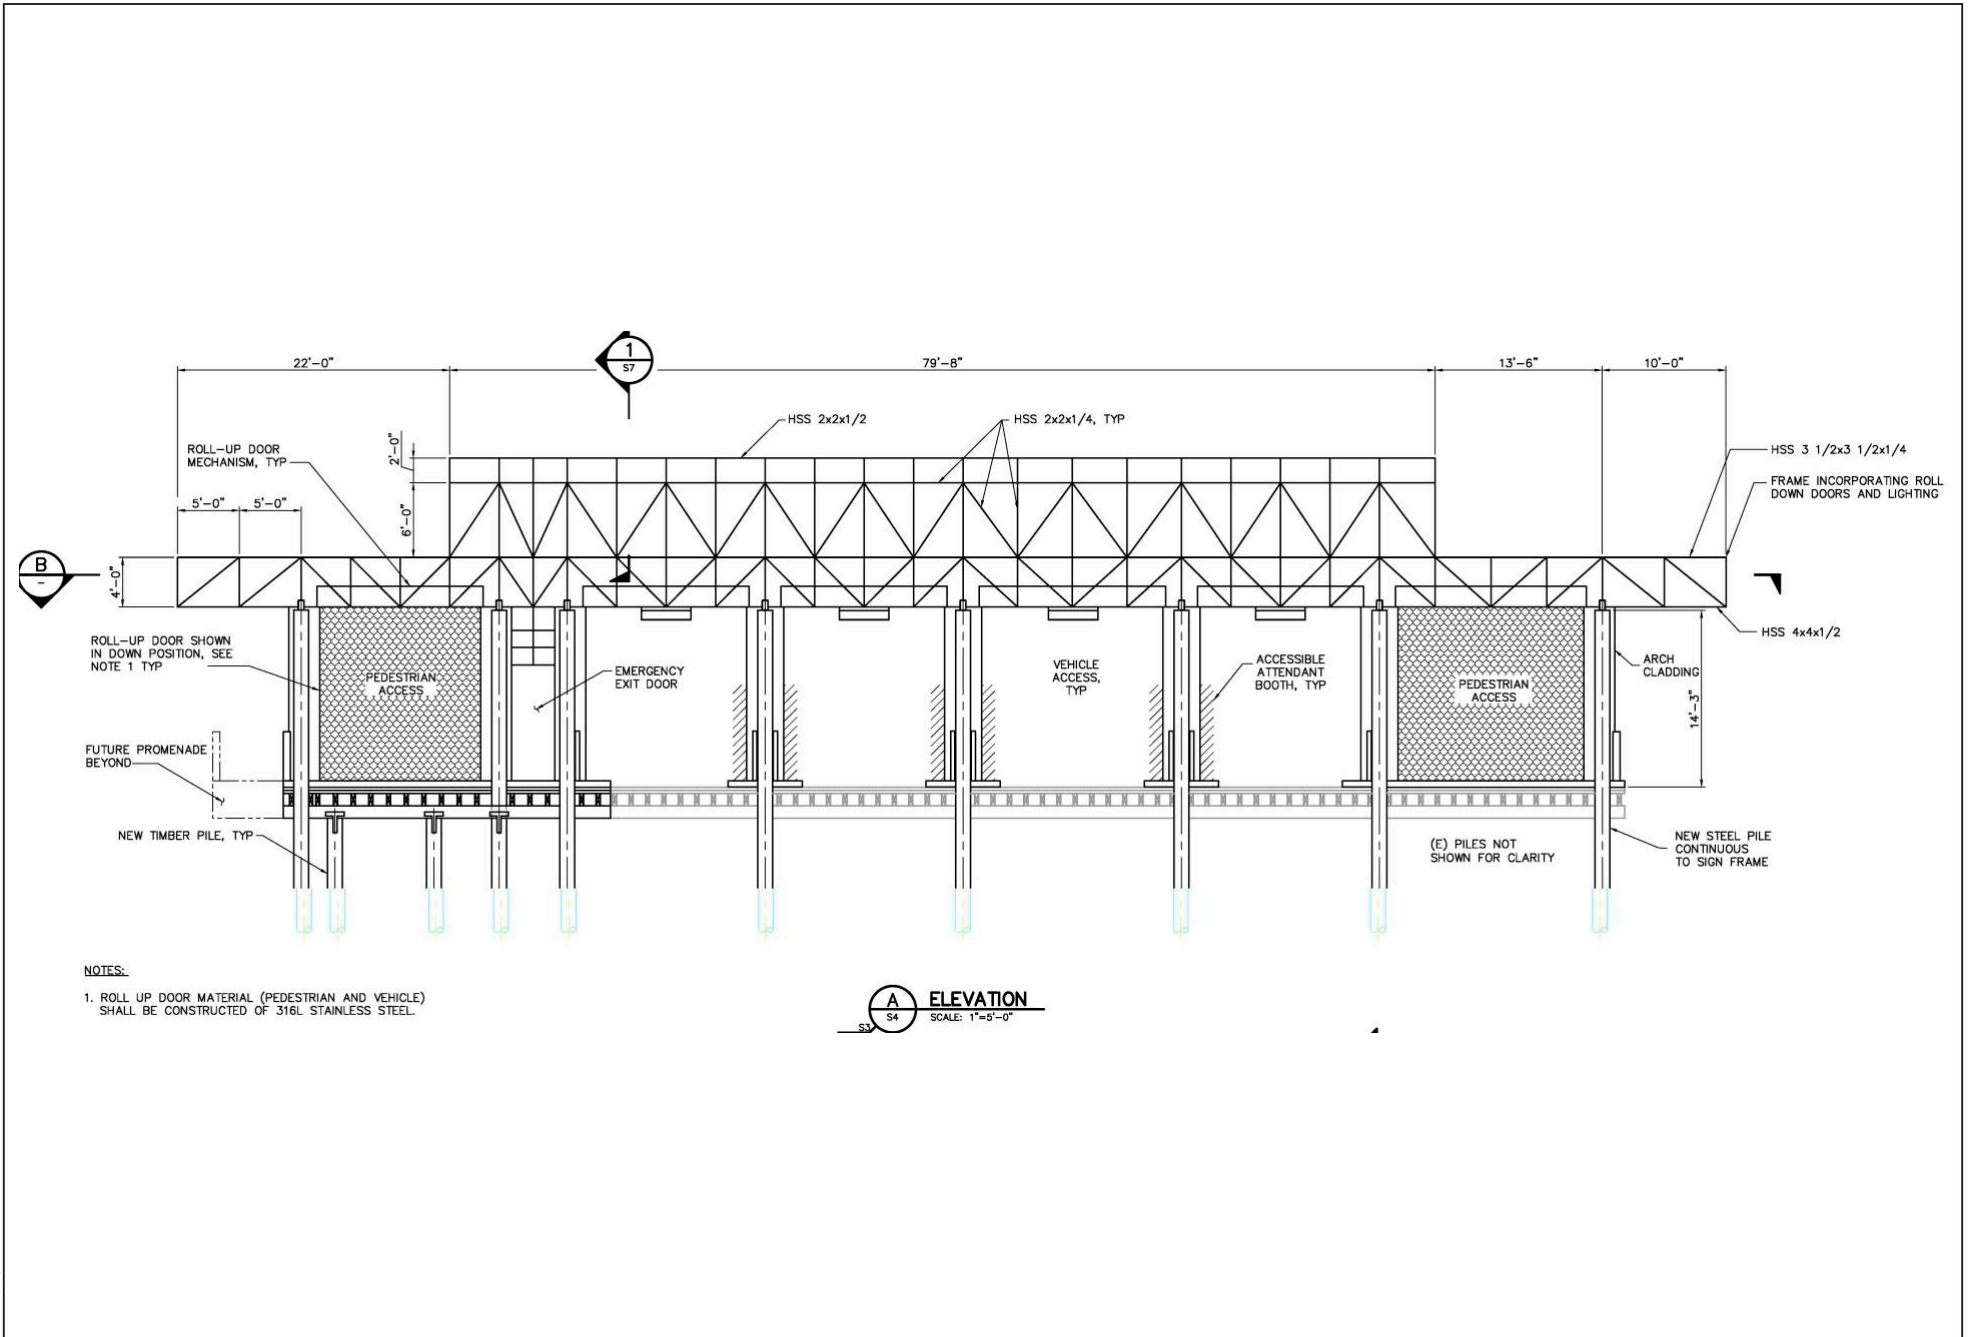 22'-0"
1
S7
79'-8"
13'-6"
10'-0"
HSS 2x2x1/2
HSS 2x2x1/4, TYP
2'-0"
ROLL-UP DOOR
MECHANISM, TYP
HSS 3 1/2x3 1/2x1/4
FRAME INCORPORATING ROLL
DOWN DOORS AND LIGHTING
5'-0"
5'-0"
6'-0"
B
-
4'-0"
HSS 4x4x1/2
ROLL-UP DOOR SHOWN
IN DOWN POSITION, SEE
NOTE 1 TYP
PEDESTRIAN
ACCESS
EMERGENCY
EXIT DOOR
VEHICLE
ACCESS,
TYP
ACCESSIBLE
ATTENDANT
BOOTH, TYP
PEDESTRIAN
ACCESS
ARCH
CLADDING
14'-3"
FUTURE PROMENADE
BEYOND
NEW TIMBER PILE, TYP
(E) PILES NOT
SHOWN FOR CLARITY
NEW STEEL PILE
CONTINUOUS
TO SIGN FRAME
NOTES:
1. ROLL UP DOOR MATERIAL (PEDESTRIAN AND VEHICLE)
SHALL BE CONSTRUCTED OF 316L STAINLESS STEEL.
A
S4
ELEVATION
SCALE: 1"=5'-0"
S3